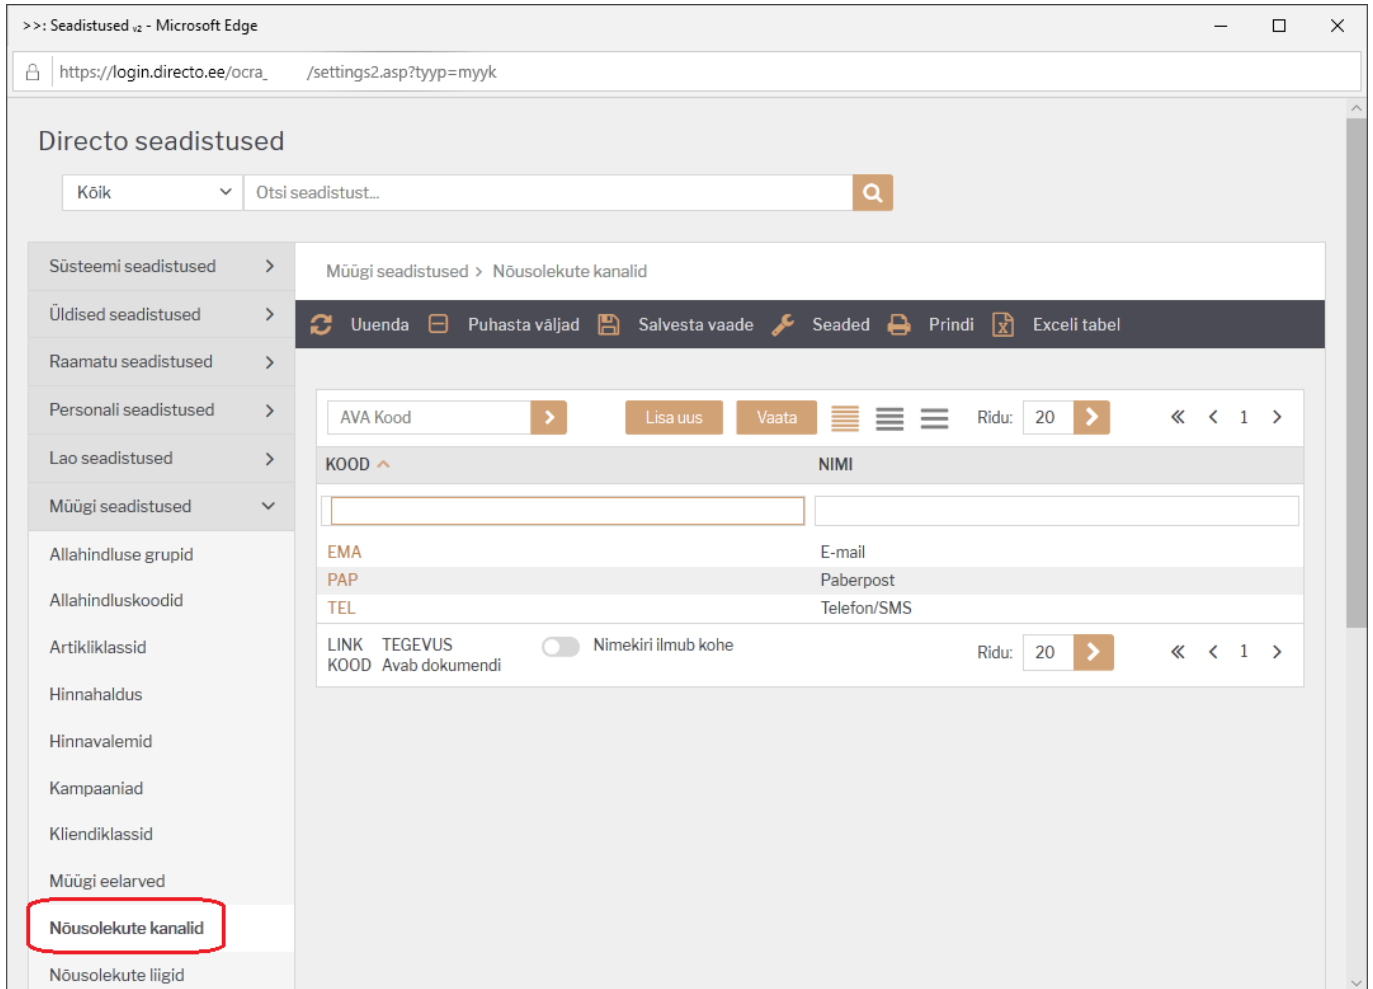 >>: Seadistused v2 - Microsoft Edge
https://login.directo.ee/ocra_ /settings2.asp?tyyp=myyk
Directo seadistused
Kõik Otsi seadistust...
Süsteemi seadistused
Üldised seadistused
Raamatu seadistused
Personali seadistused
Lao seadistused
Müügi seadistused
Allahindluse grupid
Allahindluskoodid
Artikliklassid
Hinnahaldus
Hinnavalemid
Kampaaniad
Kliendiklassid
Müügi eelarved
Nõusolekute kanalid
Nõusolekute liigid
Müügi seadistused > Nõusolekute kanalid
Uuenda Puhasta väljad Salvesta vaade Seaded Prindi Exceli tabel
AVA Kood Lisa uus Vaata Ridu: 20 « < 1 >
KOOD NIMI
EMA E-mail
PAP Paberpost
TEL Telefon/SMS
LINK TEGEVUS Nimekiri ilmub kohe
KOOD Avab dokumendi
Ridu: 20 « < 1 >